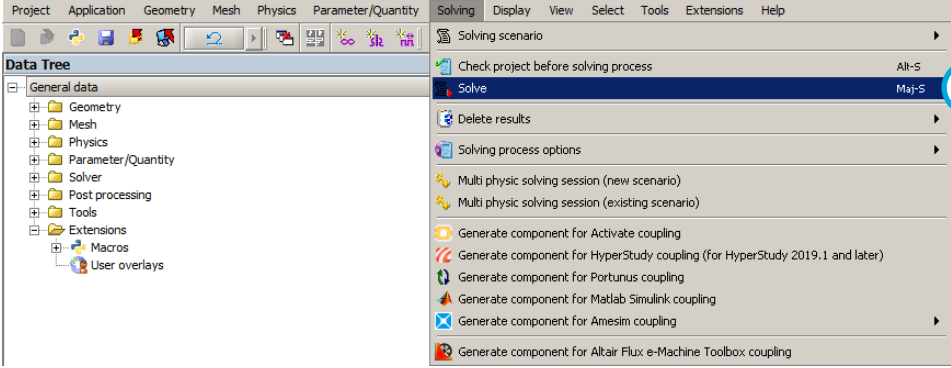 Project Application Geometry Mesh Physics Parameter/Quantity Solving Display View Select Tools Extensions Help
Solving scenario
Data Tree
Check project before solving process Alt-S
General data
Solve Maj-S
Geometry
Mesh
Delete results
Physics
Solving process options
Parameter/Quantity
Solver
Multi physic solving session (new scenario)
Post processing
Multi physic solving session (existing scenario)
Tools
Extensions
Generate component for Activate coupling
Macros
Generate component for HyperStudy coupling (for HyperStudy 2019.1 and later)
User overlays
Generate component for Portunus coupling
Generate component for Matlab Simulink coupling
Generate component for Amesim coupling
Generate component for Altair Flux e-Machine Toolbox coupling